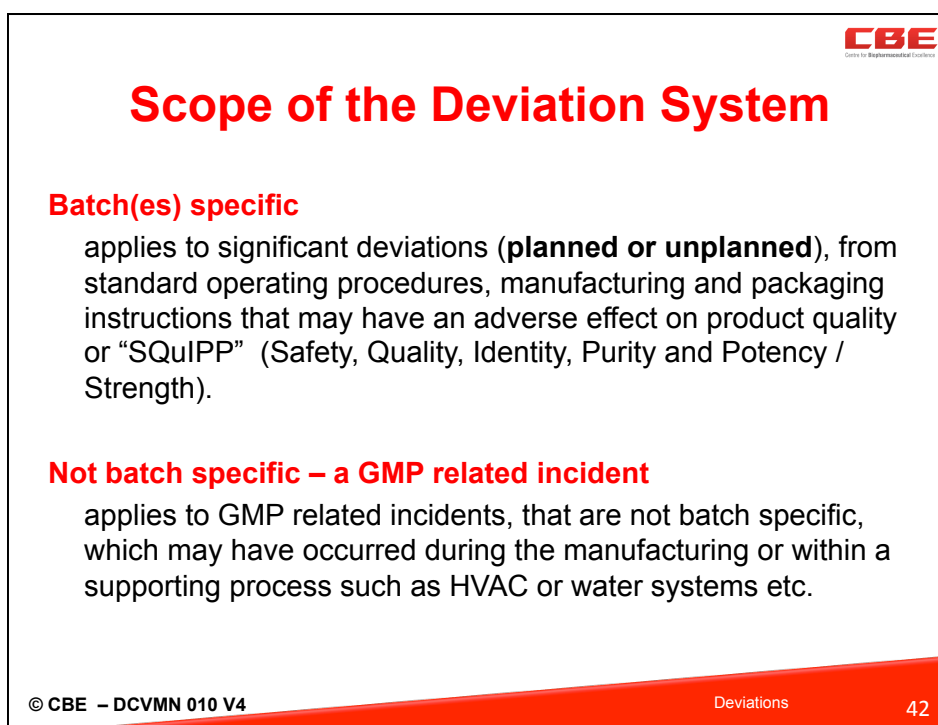 CBE
Centre for Biopharmaceutical Excellence
Scope of the Deviation System
Batch(es) specific
applies to significant deviations (planned or unplanned), from
standard operating procedures, manufacturing and packaging
instructions that may have an adverse effect on product quality
or “SQuIPP”  (Safety, Quality, Identity, Purity and Potency /
Strength).
Not batch specific – a GMP related incident
applies to GMP related incidents, that are not batch specific,
which may have occurred during the manufacturing or within a
supporting process such as HVAC or water systems etc.
© CBE – DCVMN 010 V4
Deviations
42